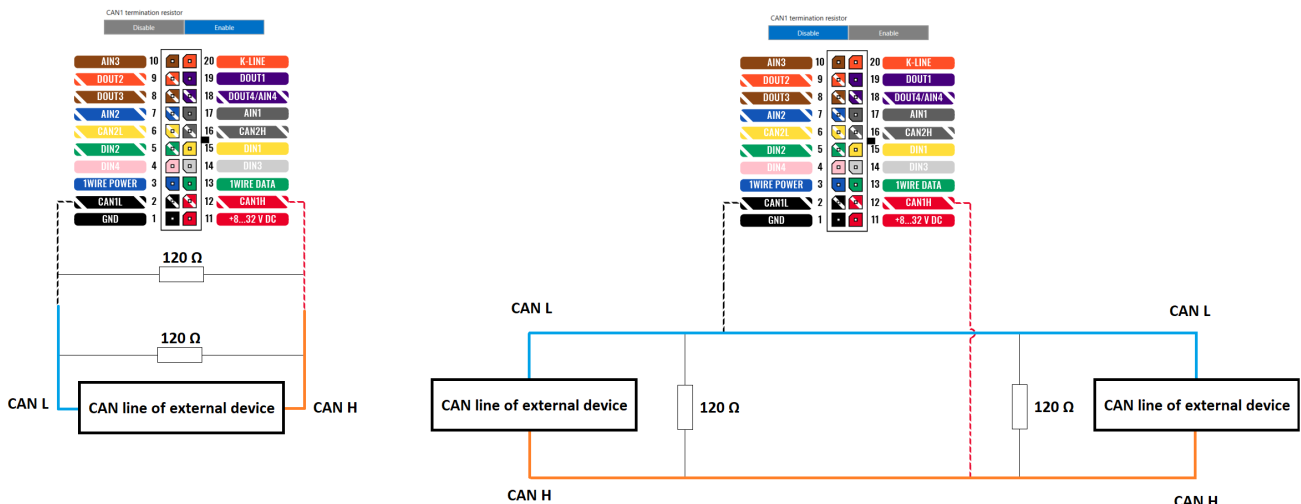 CAN1 termination resistor
Disable Enable
AIN3 10 20 K-LINE
DOUT2 9 19 DOUT1
DOUT3 8 18 DOUT4/AIN4
AIN2 7 17 AIN1
CAN2L 6 16 CAN2H
DIN2 5 15 DIN1
DIN4 4 14 DIN3
1WIRE POWER 3 13 1WIRE DATA
CAN1L 2 12 CAN1H
GND 1 11 +8...32 V DC
120 Ω
120 Ω
CAN L
CAN line of external device
CAN H
CAN1 termination resistor
Disable Enable
AIN3 10 20 K-LINE
DOUT2 9 19 DOUT1
DOUT3 8 18 DOUT4/AIN4
AIN2 7 17 AIN1
CAN2L 6 16 CAN2H
DIN2 5 15 DIN1
DIN4 4 14 DIN3
1WIRE POWER 3 13 1WIRE DATA
CAN1L 2 12 CAN1H
GND 1 11 +8...32 V DC
CAN L
CAN L
CAN line of external device
120 Ω
120 Ω
CAN line of external device
CAN H
CAN H